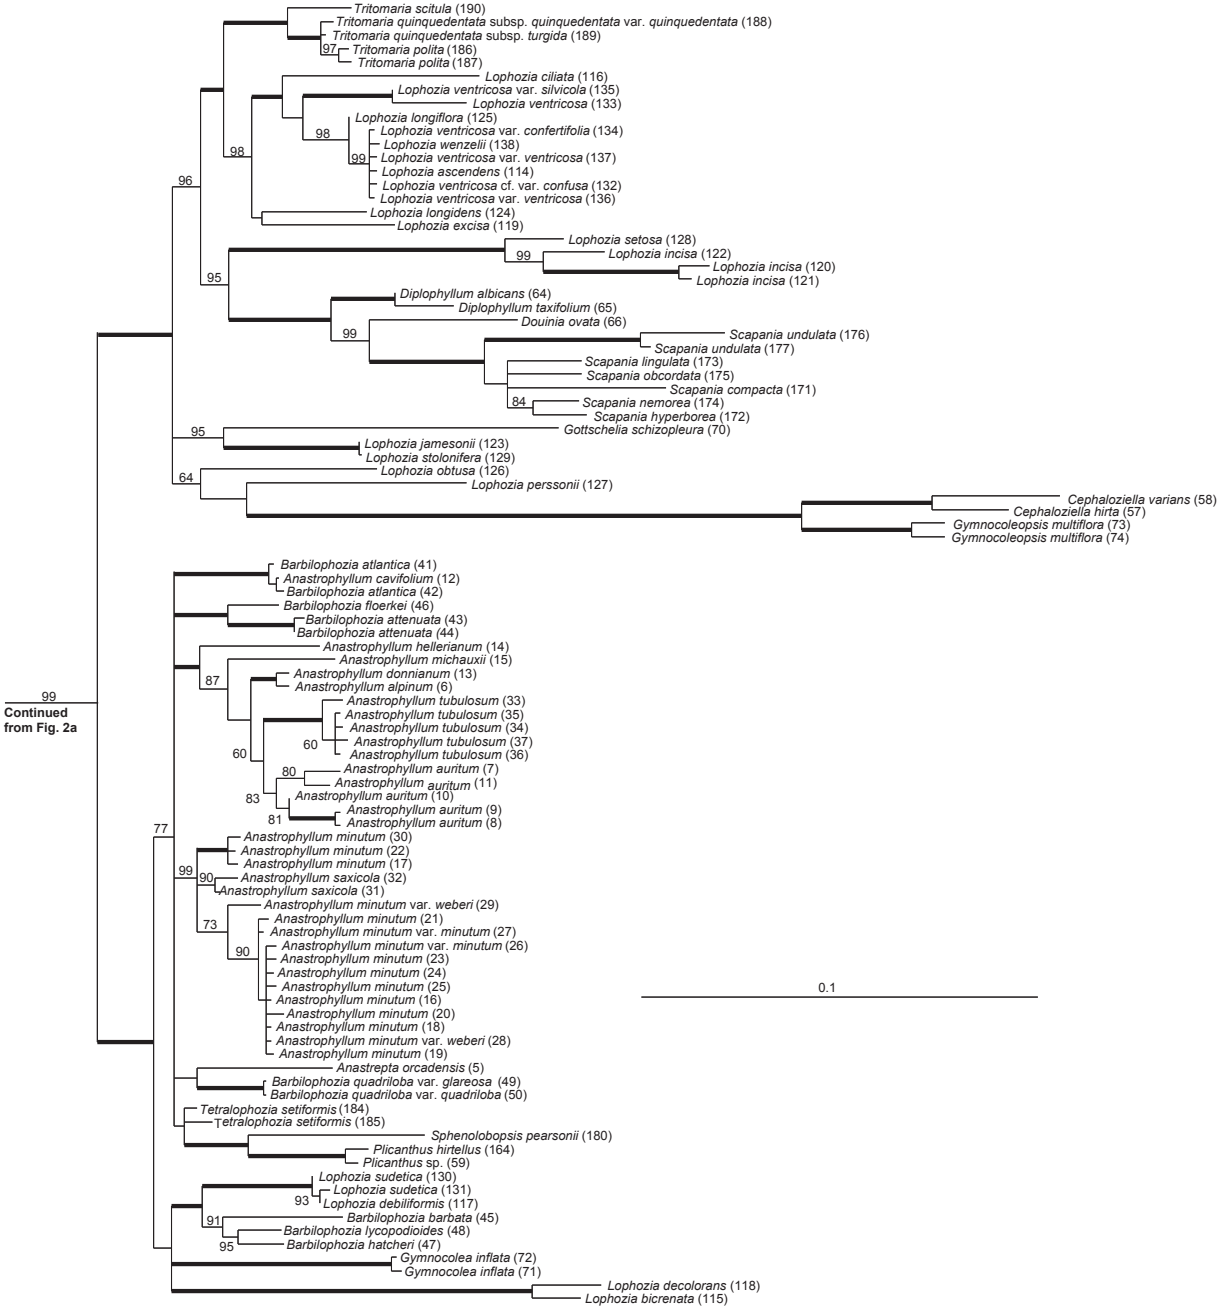 Tritomaria scitula (190)
Tritomaria quinquedentata subsp. quinquedentata var. quinquedentata (188)
Tritomaria quinquedentata subsp. turgida (189)
97
Tritomaria polita (186)
Tritomaria polita (187)
Lophozia ciliata (116)
Lophozia ventricosa var. silvicola (135)
Lophozia ventricosa (133)
Lophozia longiflora (125)
98
Lophozia ventricosa var. confertifolia (134)
Lophozia wenzelii (138)
98
99
Lophozia ventricosa var. ventricosa (137)
Lophozia ascendens (114)
96
Lophozia ventricosa cf. var. confusa (132)
Lophozia ventricosa var. ventricosa (136)
Lophozia longidens (124)
Lophozia excisa (119)
Lophozia setosa (128)
99
Lophozia incisa (122)
Lophozia incisa (120)
95
Lophozia incisa (121)
Diplophyllum albicans (64)
Diplophyllum taxifolium (65)
Douinia ovata (66)
99
Scapania undulata (176)
Scapania undulata (177)
Scapania lingulata (173)
Scapania obcordata (175)
Scapania compacta (171)
84
Scapania nemorea (174)
Scapania hyperborea (172)
95
Gottschelia schizopleura (70)
Lophozia jamesonii (123)
Lophozia stolonifera (129)
64
Lophozia obtusa (126)
Lophozia perssonii (127)
Cephaloziella varians (58)
Cephaloziella hirta (57)
Gymnocoleopsis multiflora (73)
Gymnocoleopsis multiflora (74)
Barbilophozia atlantica (41)
Anastrophyllum cavifolium (12)
Barbilophozia atlantica (42)
Barbilophozia floerkei (46)
Barbilophozia attenuata (43)
Barbilophozia attenuata (44)
Anastrophyllum hellerianum (14)
Anastrophyllum michauxii (15)
87
Anastrophyllum donnianum (13)
Anastrophyllum alpinum (6)
99
Continued
from Fig. 2a
Anastrophyllum tubulosum (33)
Anastrophyllum tubulosum (35)
Anastrophyllum tubulosum (34)
60
Anastrophyllum tubulosum (37)
60
Anastrophyllum tubulosum (36)
80
Anastrophyllum auritum (7)
Anastrophyllum auritum (11)
83
Anastrophyllum auritum (10)
Anastrophyllum auritum (9)
81
Anastrophyllum auritum (8)
77
Anastrophyllum minutum (30)
Anastrophyllum minutum (22)
Anastrophyllum minutum (17)
99
90
Anastrophyllum saxicola (32)
Anastrophyllum saxicola (31)
Anastrophyllum minutum var. weberi (29)
73
Anastrophyllum minutum (21)
Anastrophyllum minutum var. minutum (27)
90
Anastrophyllum minutum var. minutum (26)
Anastrophyllum minutum (23)
Anastrophyllum minutum (24)
Anastrophyllum minutum (25)
0.1
Anastrophyllum minutum (16)
Anastrophyllum minutum (20)
Anastrophyllum minutum (18)
Anastrophyllum minutum var. weberi (28)
Anastrophyllum minutum (19)
Anastrepta orcadensis (5)
Barbilophozia quadriloba var. glareosa (49)
Barbilophozia quadriloba var. quadriloba (50)
Tetralophozia setiformis (184)
Tetralophozia setiformis (185)
Sphenolobopsis pearsonii (180)
Plicanthus hirtellus (164)
Plicanthus sp. (59)
Lophozia sudetica (130)
Lophozia sudetica (131)
93
Lophozia debiliformis (117)
91
Barbilophozia barbata (45)
Barbilophozia lycopodioides (48)
95
Barbilophozia hatcheri (47)
Gymnocolea inflata (72)
Gymnocolea inflata (71)
Lophozia decolorans (118)
Lophozia bicrenata (115)